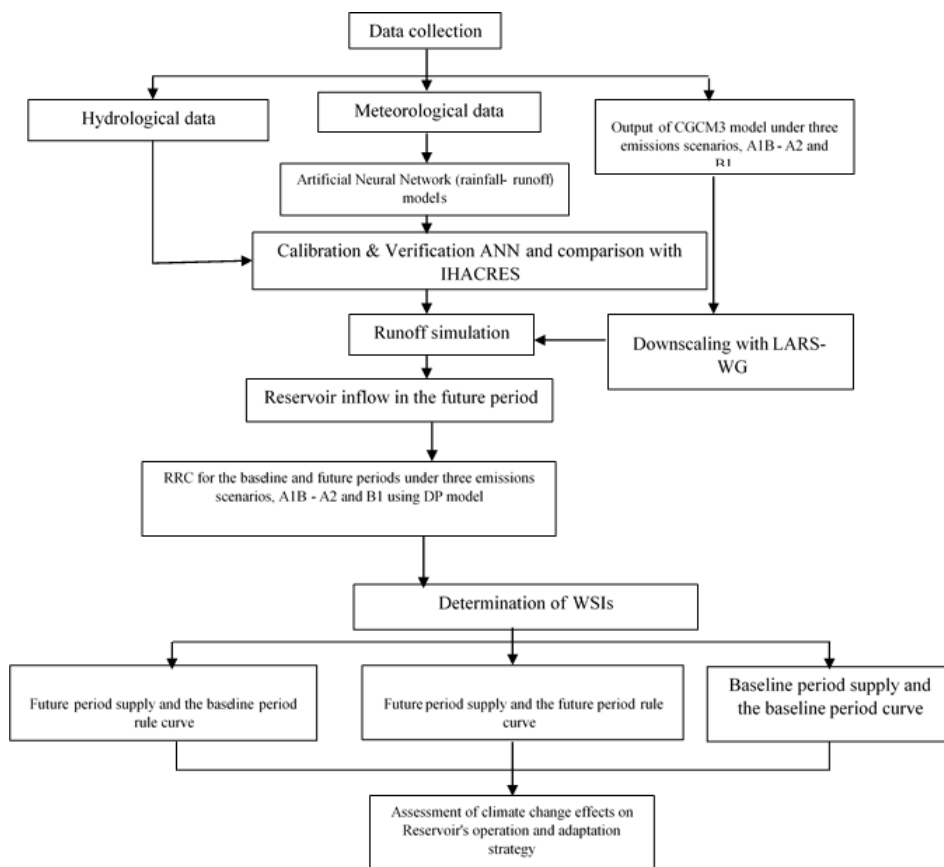 Data collection
Hydrological data
Meteorological data
Output of CGCM3 model under three
emissions scenarios, A1B - A2 and
B1
Artificial Neural Network (rainfall- runoff)
models
Calibration & Verification ANN and comparison with
IHACRES
Runoff simulation
Downscaling with LARS-
WG
Reservoir inflow in the future period
RRC for the baseline and future periods under three emissions
scenarios, A1B - A2 and B1 using DP model
Determination of WSIs
Future period supply and the baseline period
rule curve
Future period supply and the future period rule
curve
Baseline period supply and
the baseline period curve
Assessment of climate change effects on
Reservoir's operation and adaptation
strategy